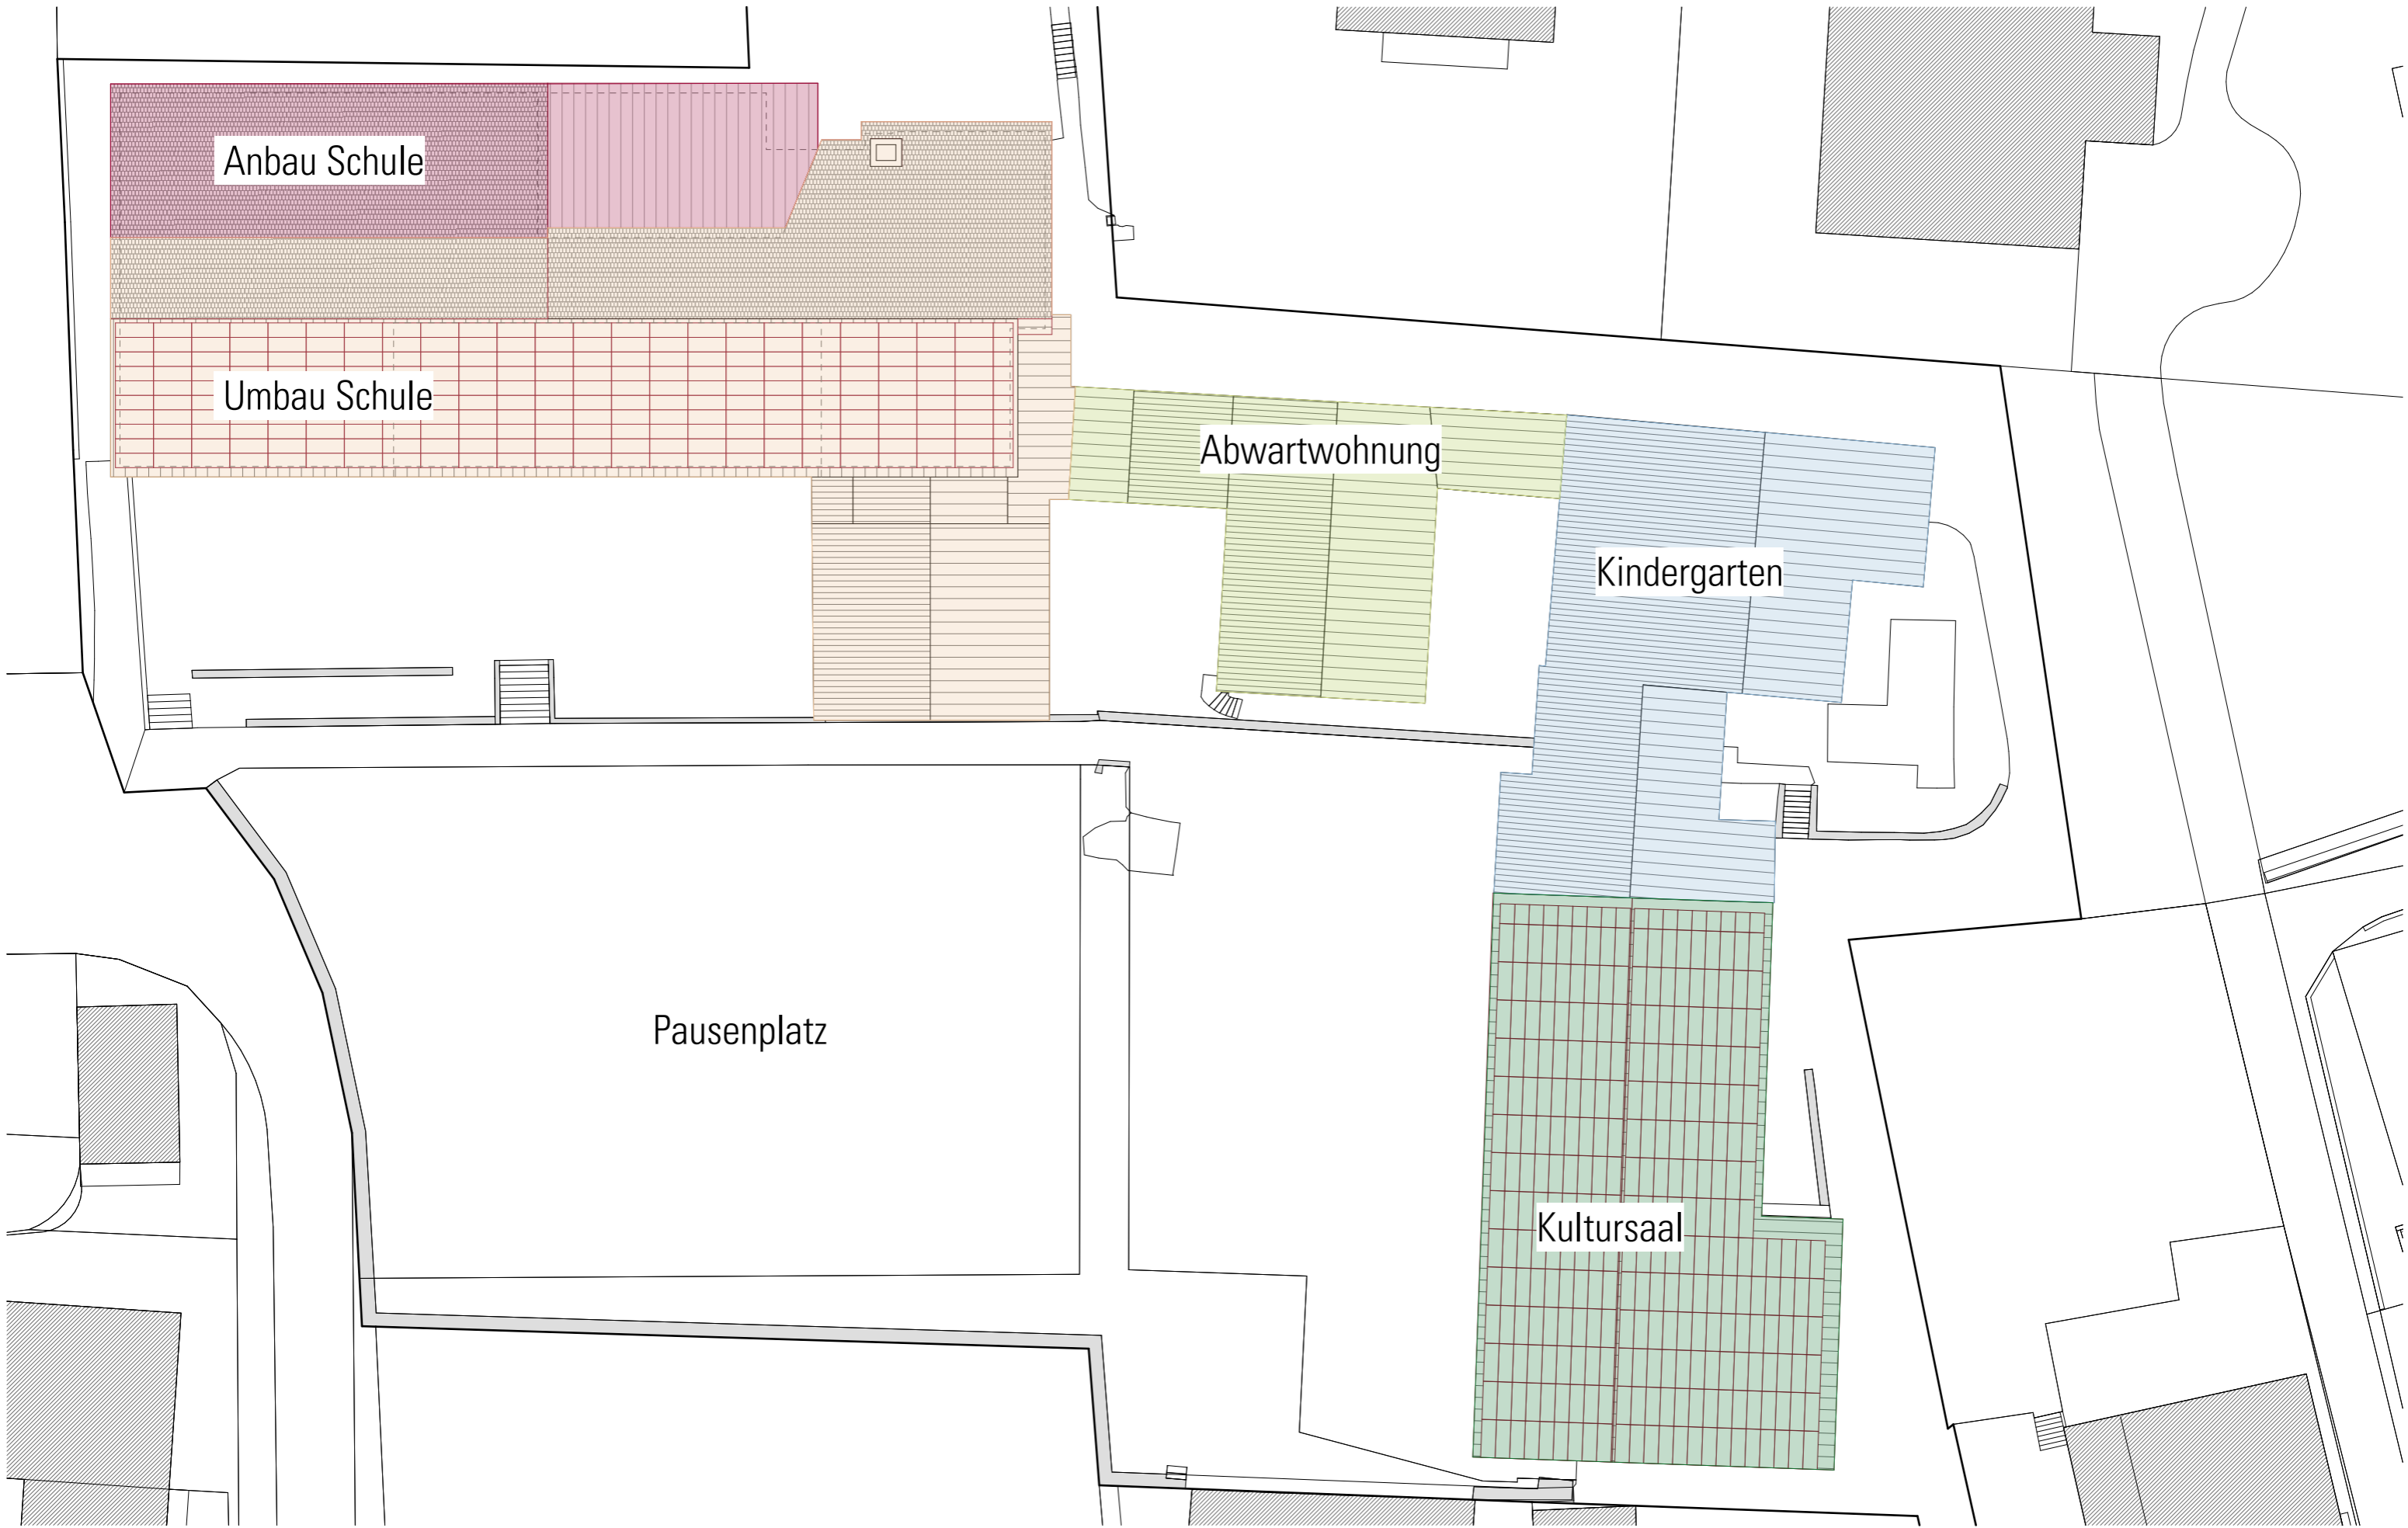 Anbau Schule
Umbau Schule
Abwartwohnung
Kindergarten
Pausenplatz
Kultursaal